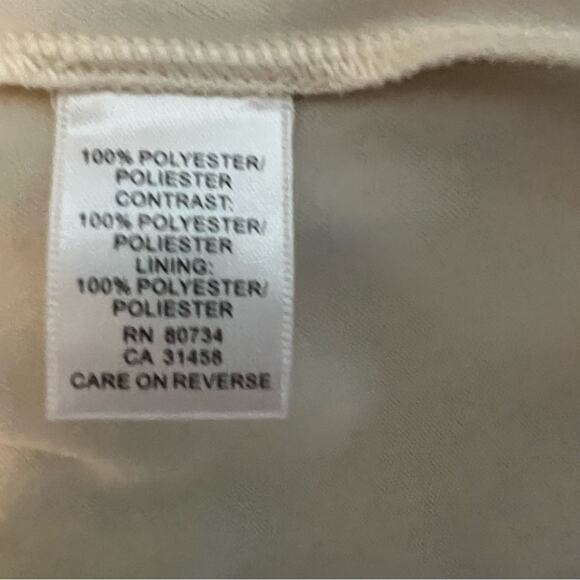 100% POLYESTER/
POLIESTER
CONTRAST:
100% POLYESTER/
POLIESTER
LINING:
100% POLYESTER/
POLIESTER
RN 80734
CA 31458
CARE ON REVERSE